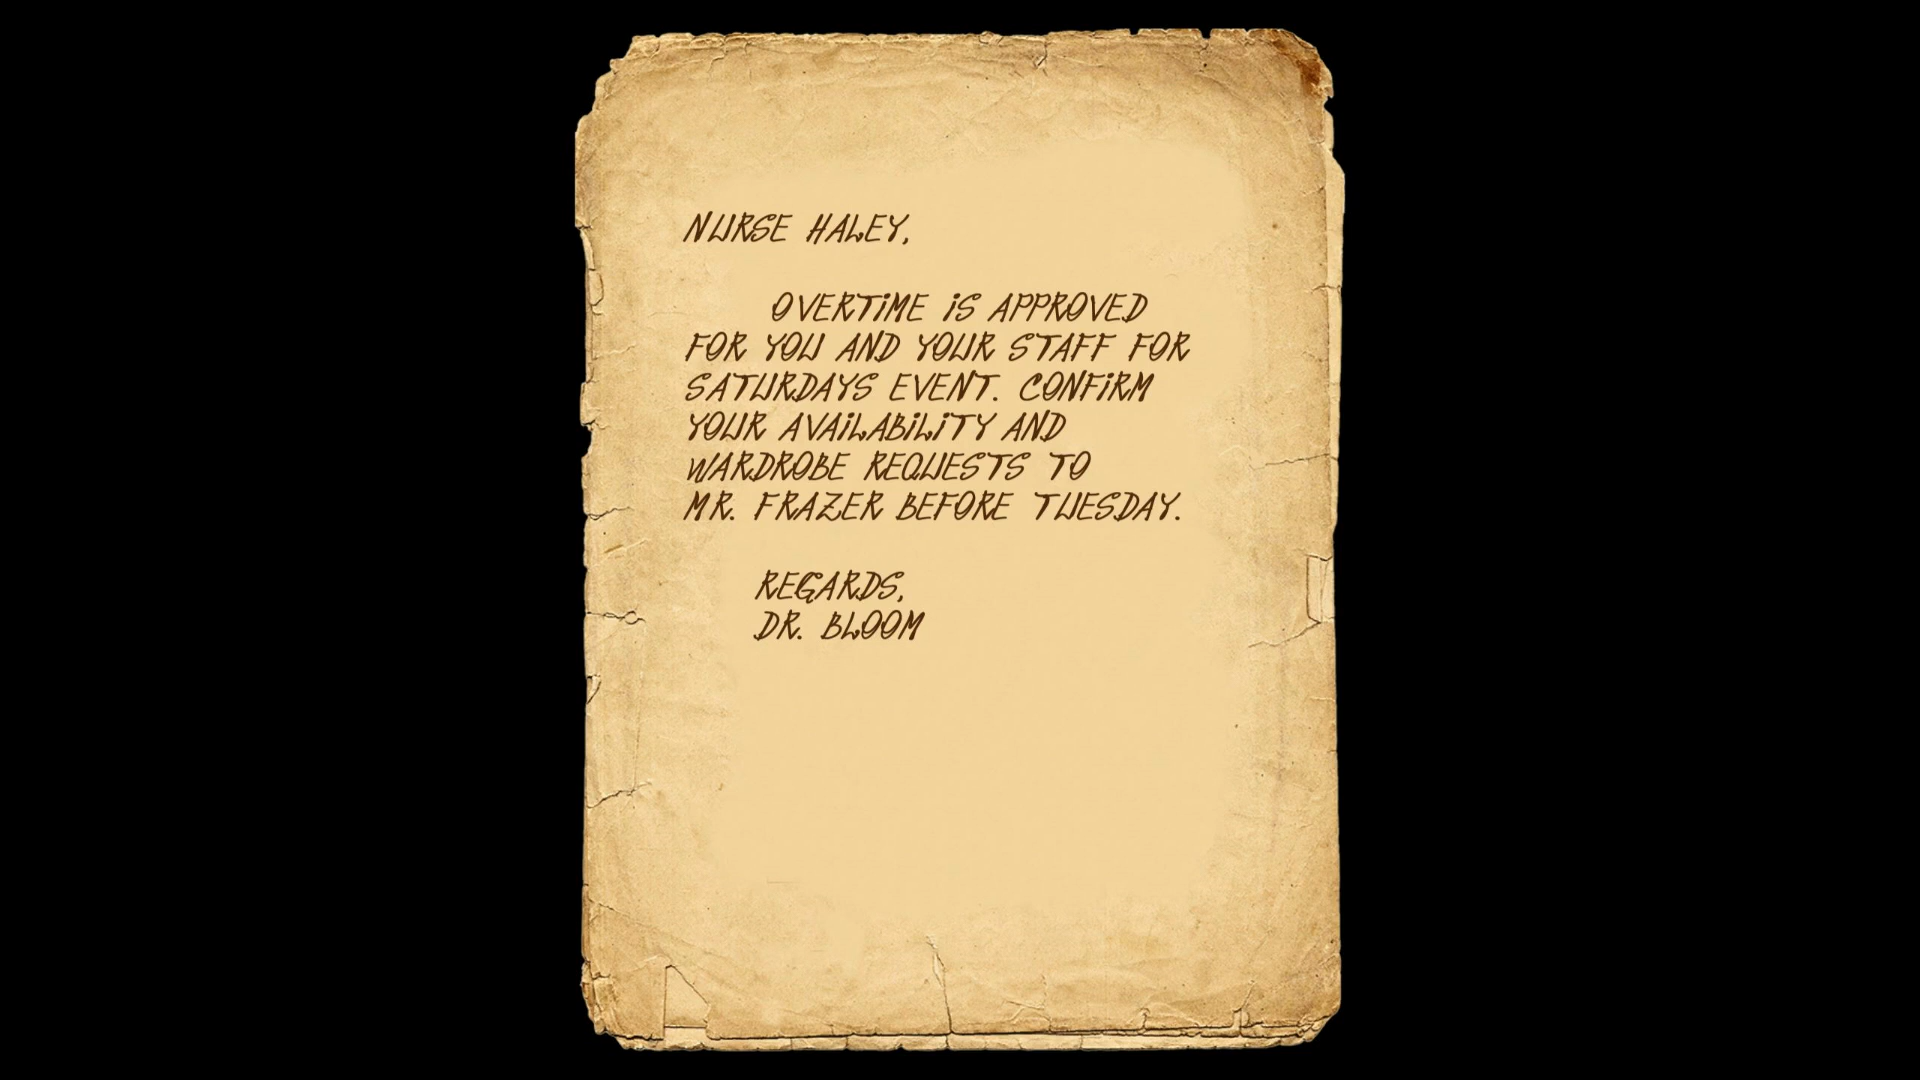 NURSE HALEY,
OVERTiME iS APPROVED
FOR YOU AND YOUR STAFF FOR
SATURDAYS EVENT. CONFiRM
YOUR AVAiLABiLiTY AND
WARDROBE REQUESTS TO
MR. FRAZER BEFORE TUESDAY.
REGARDS,
DR. BLOOM